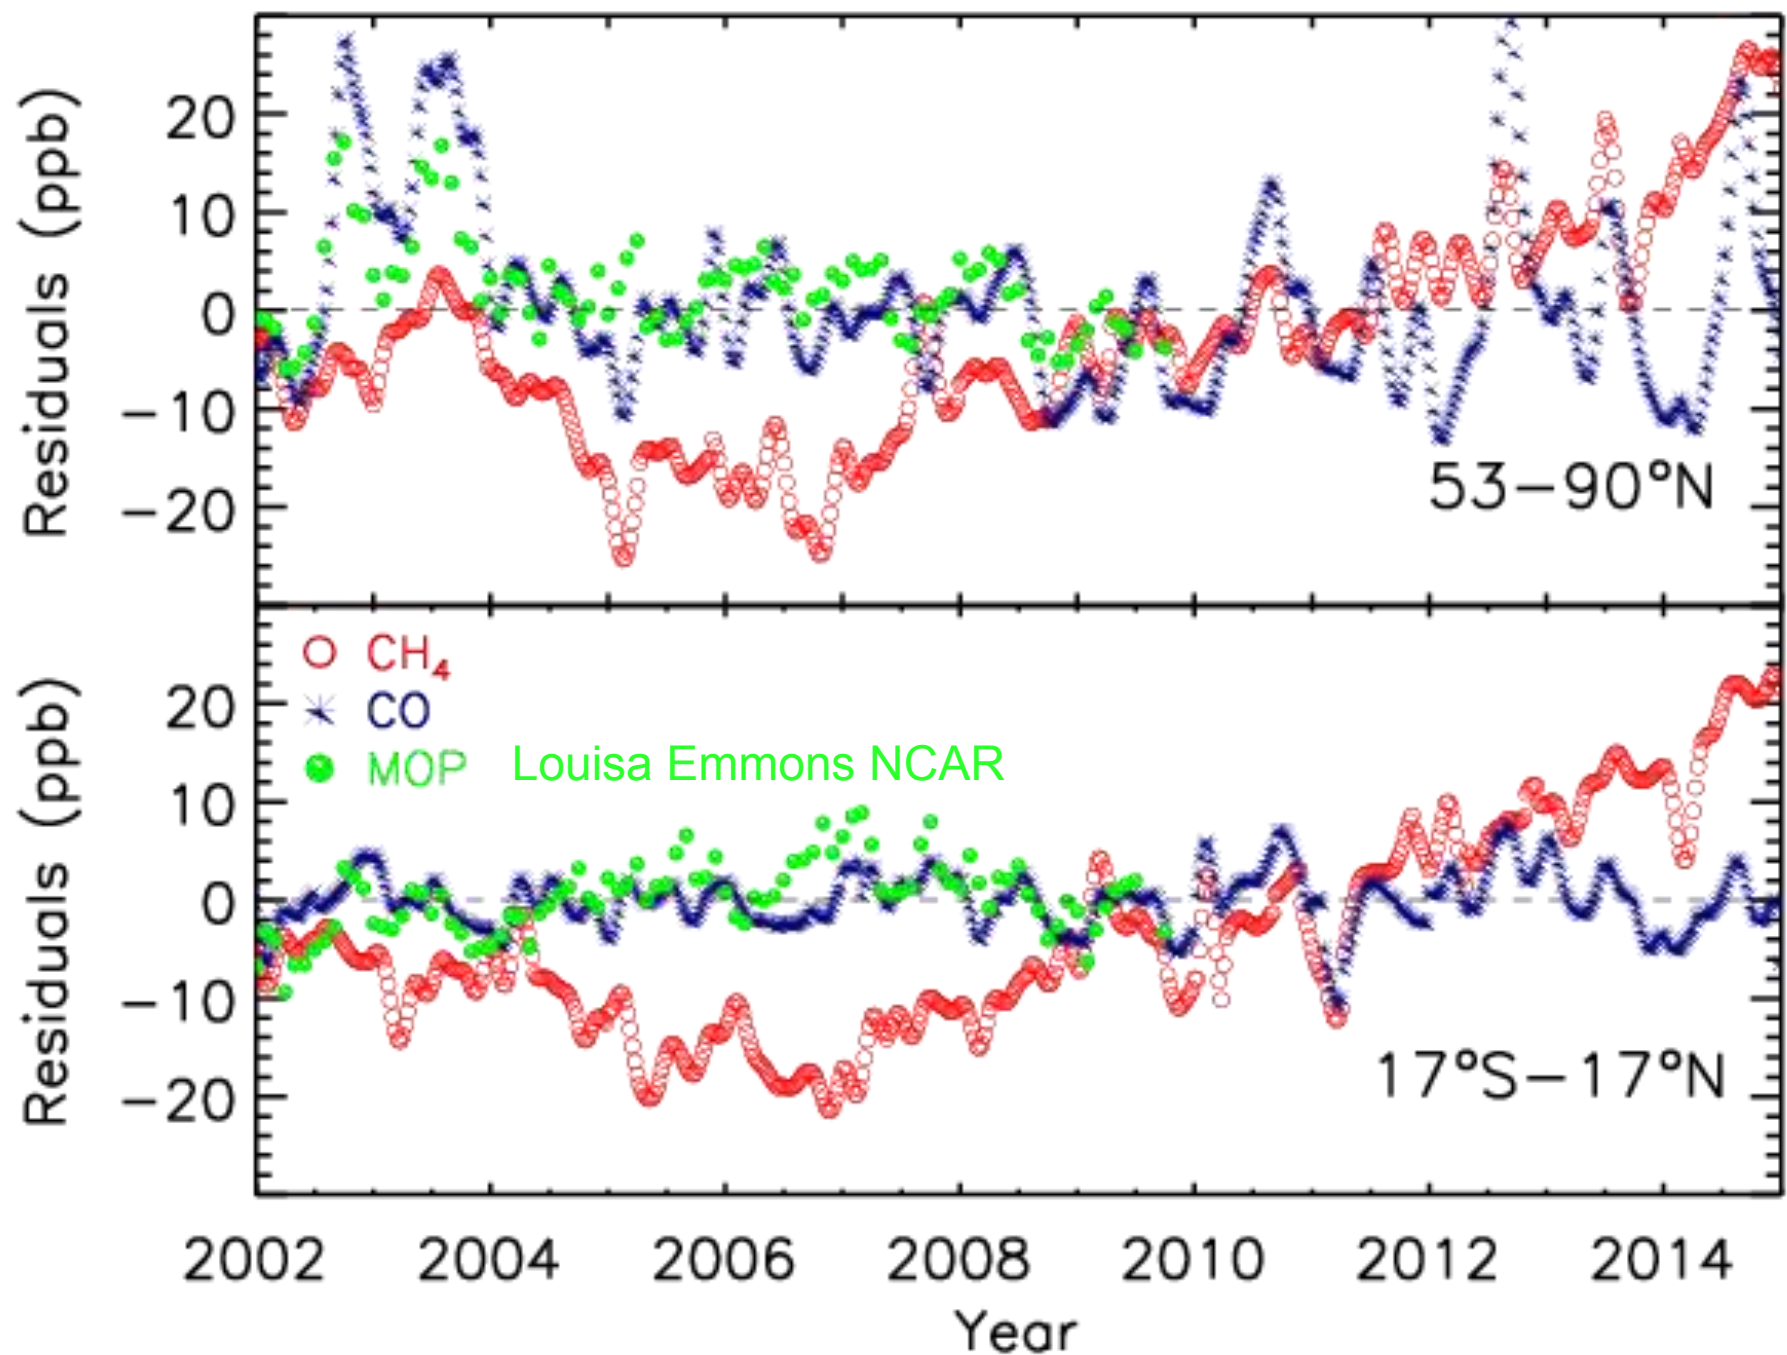 Residuals (ppb)
20
10
0
−10
−20
53−90°N
Residuals (ppb)
20
10
0
−10
−20
CH₄
CO
MOP Louisa Emmons NCAR
17°S−17°N
2002 2004 2006 2008 2010 2012 2014
Year